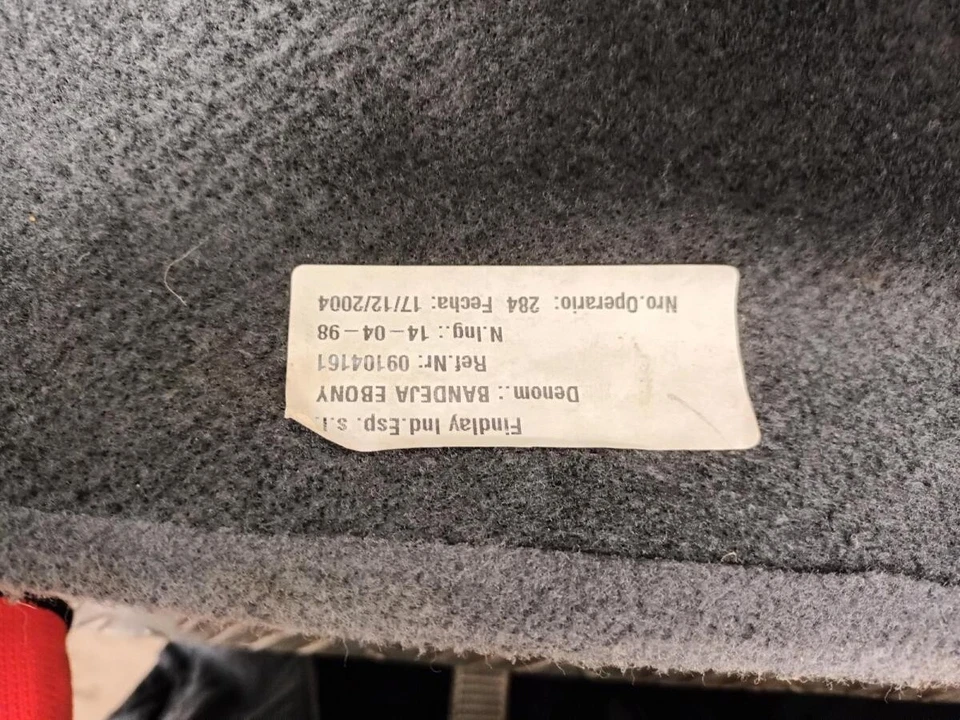 Findlay Ind.Esp. s.l.
Denom.: BANDEJA EBONY
Ref.Nr: 09104161
N.Ing.: 14-04-98
Nro.Operario: 284 Fecha: 17/12/2004